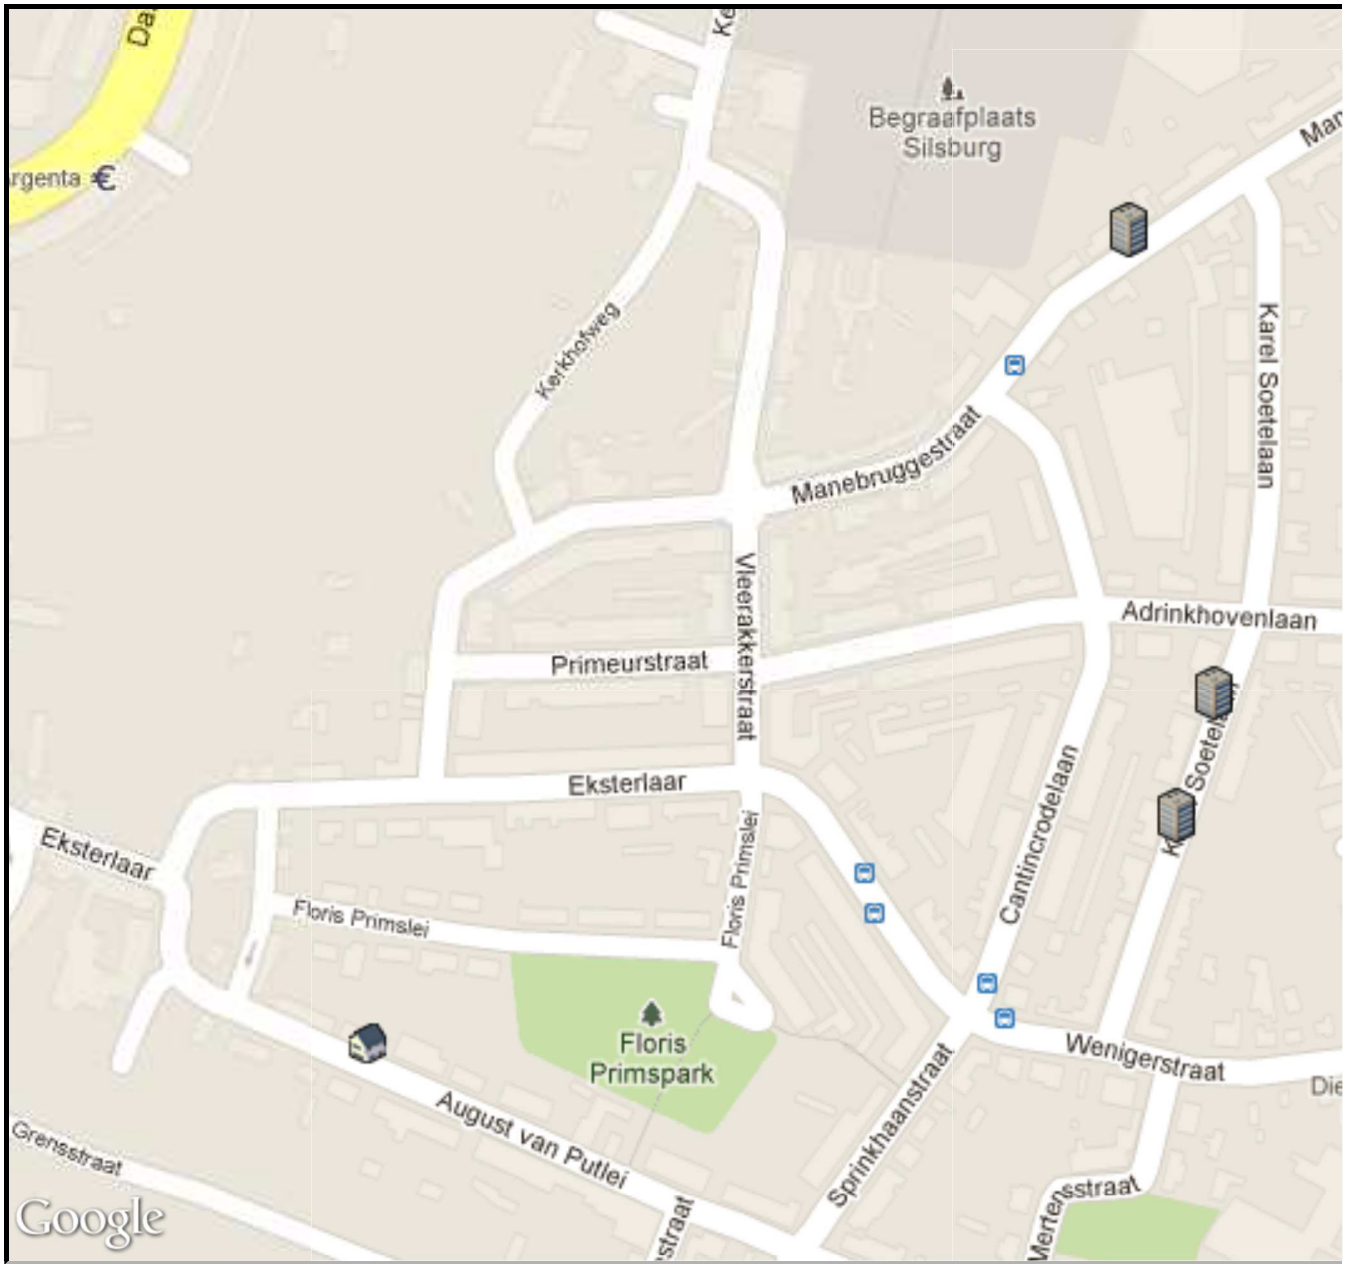 Begraafplaats
Silsburg
€
Kerkhofweg
Karel Soetelaan
Manebruggestraat
Vleerakkerstraat
Adrinkhovenlaan
Primeurstraat
Eksterlaar
Cantincrodelaan
Eksterlaar
Floris Primslei
Floris Primslei
Floris
Primspark
Wenigerstraat
August van Putlei
Sprinkhaanstraat
Grensstraat
Mertensstraat
Google